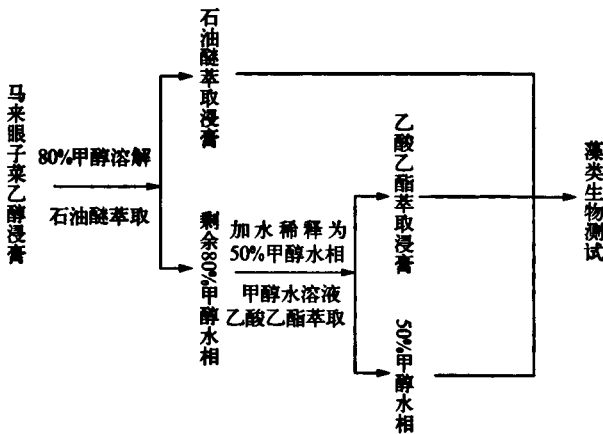 马来眼子菜乙醇浸膏
80%甲醇溶解
石油醚萃取
石油醚萃取浸膏
剩余80%甲醇水相
加水稀释为
50%甲醇水相
甲醇水溶液
乙酸乙酯萃取
乙酸乙酯萃取浸膏
50%甲醇水相
藻类生物测试